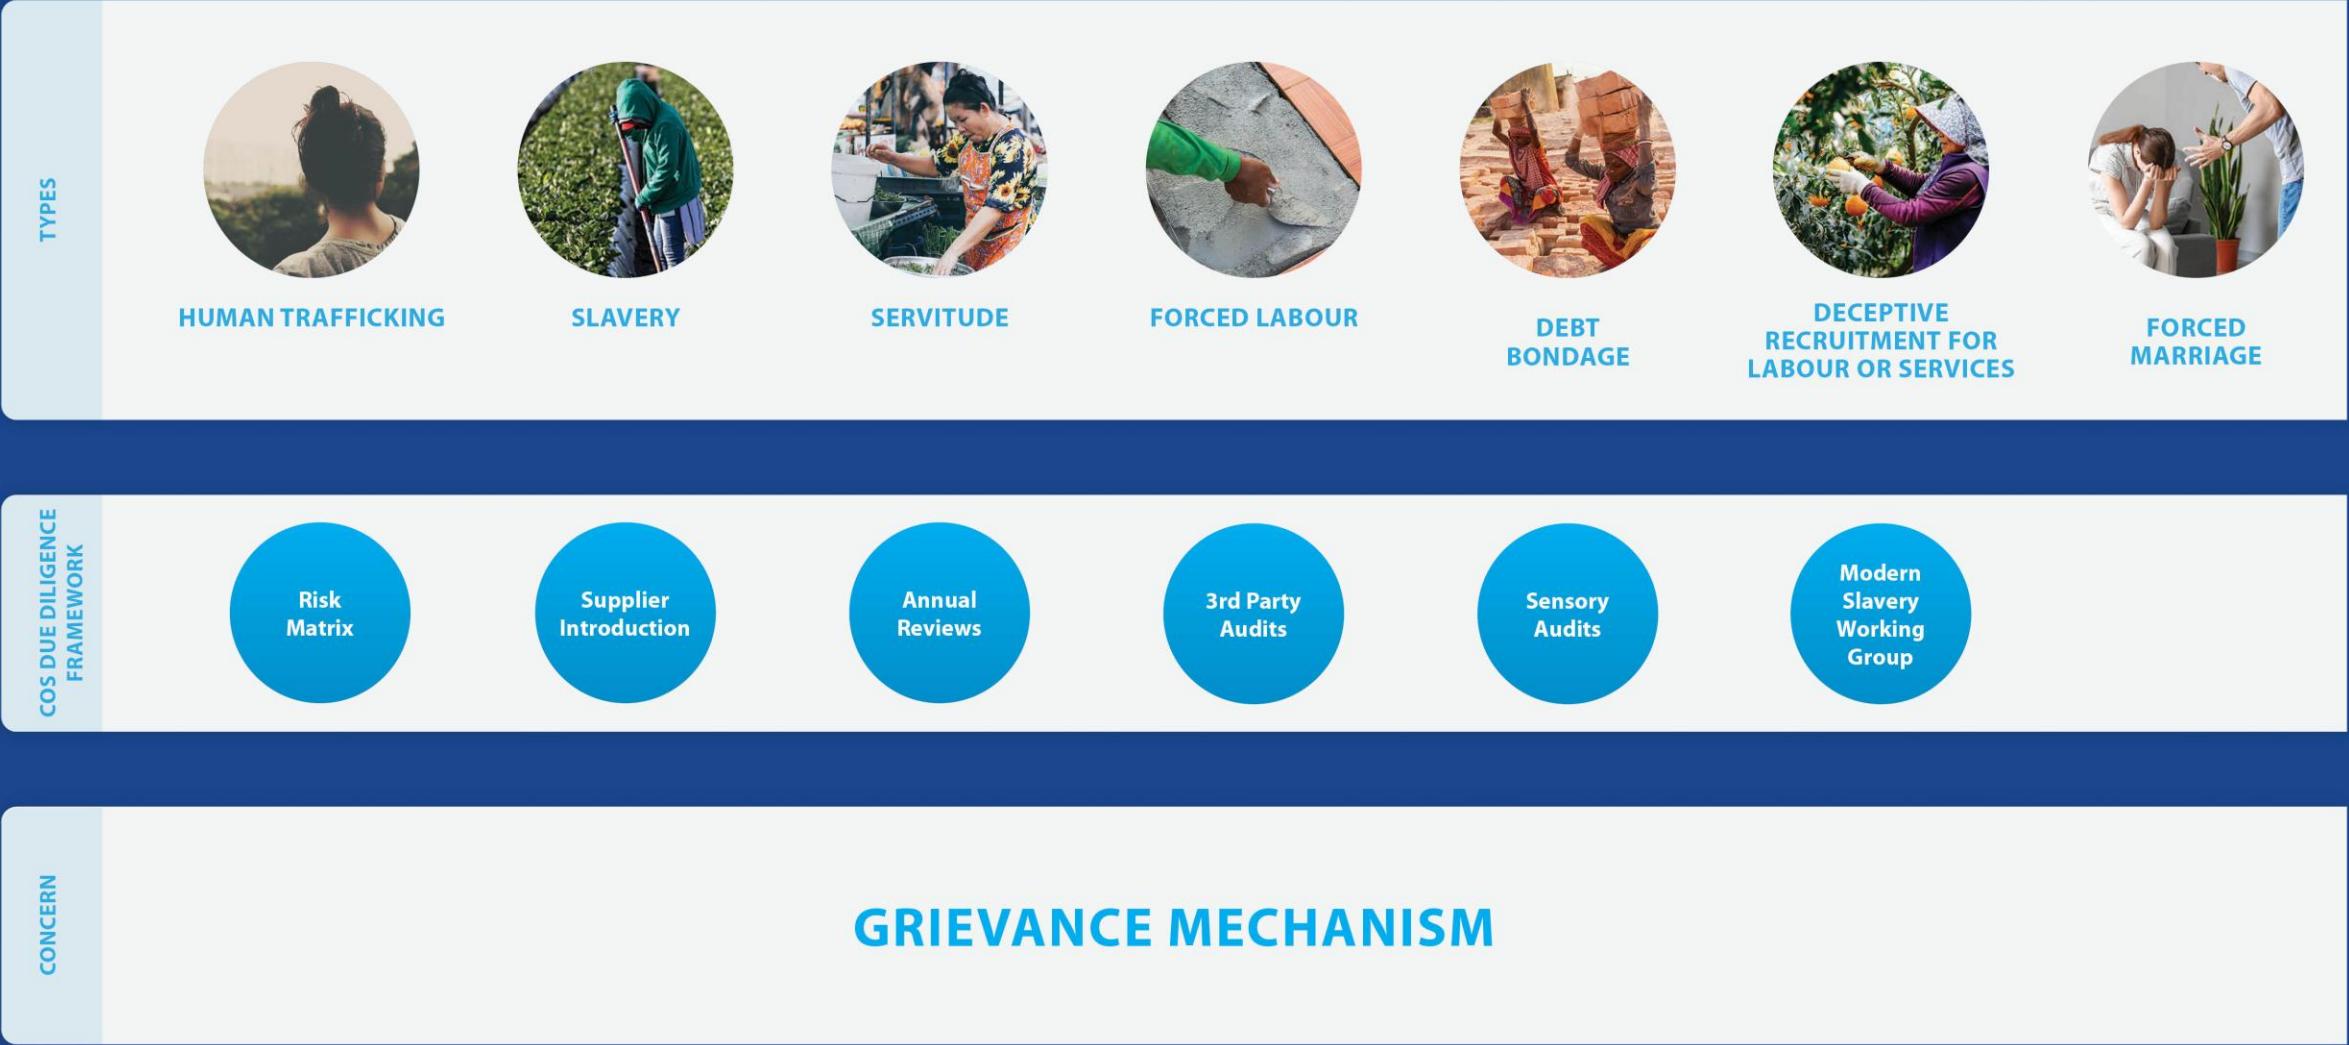 TYPES
HUMAN TRAFFICKING
SLAVERY
SERVITUDE
FORCED LABOUR
DEBT
BONDAGE
DECEPTIVE
RECRUITMENT FOR
LABOUR OR SERVICES
FORCED
MARRIAGE
COS DUE DILIGENCE
FRAMEWORK
Risk
Matrix
Supplier
Introduction
Annual
Reviews
3rd Party
Audits
Sensory
Audits
Modern
Slavery
Working
Group
CONCERN
GRIEVANCE MECHANISM